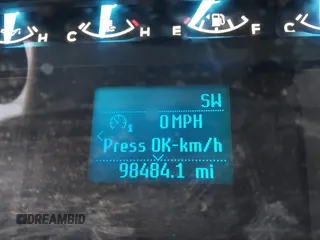 H C H E F C
SW
0 MPH
Press OK-km/h
98484.1 mi
DREAMBID